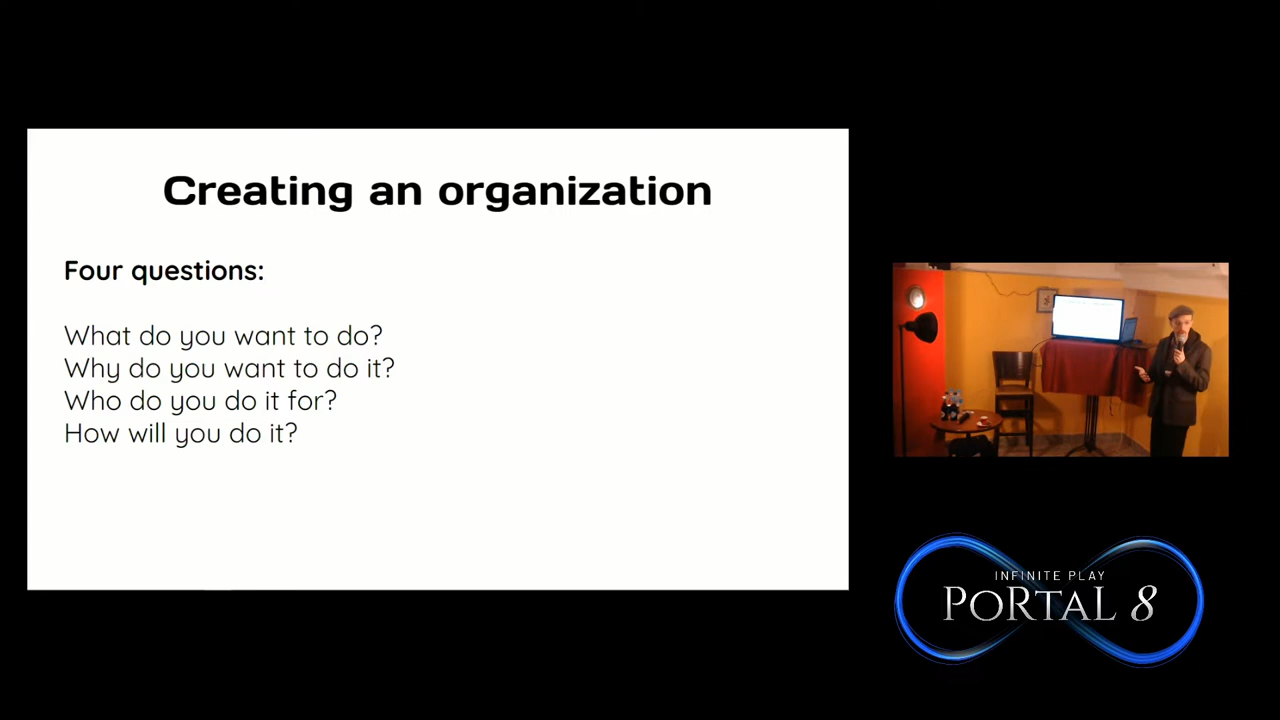 Creating an organization
Four questions:
What do you want to do?
Why do you want to do it?
Who do you do it for?
How will you do it?
INFINITE PLAY
PORTAL 8